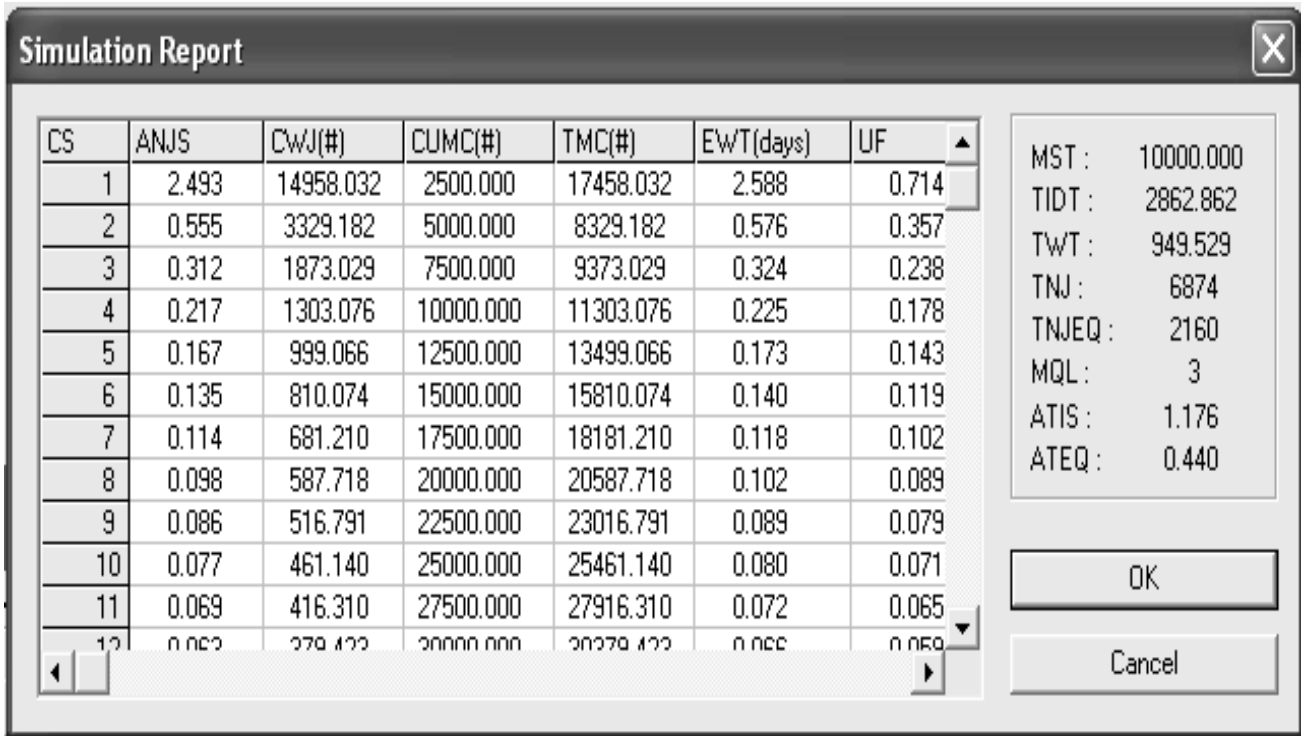 Simulation Report
CS ANJS CWJ(#) CUMC(#) TMC(#) EWT(days) UF
1 2.493 14958.032 2500.000 17458.032 2.588 0.714
2 0.555 3329.182 5000.000 8329.182 0.576 0.357
3 0.312 1873.029 7500.000 9373.029 0.324 0.238
4 0.217 1303.076 10000.000 11303.076 0.225 0.178
5 0.167 999.066 12500.000 13499.066 0.173 0.143
6 0.135 810.074 15000.000 15810.074 0.140 0.119
7 0.114 681.210 17500.000 18181.210 0.118 0.102
8 0.098 587.718 20000.000 20587.718 0.102 0.089
9 0.086 516.791 22500.000 23016.791 0.089 0.079
10 0.077 461.140 25000.000 25461.140 0.080 0.071
11 0.069 416.310 27500.000 27916.310 0.072 0.065
12
MST : 10000.000
TIDT : 2862.862
TWT : 949.529
TNJ : 6874
TNJEQ : 2160
MQL : 3
ATIS : 1.176
ATEQ : 0.440
OK
Cancel